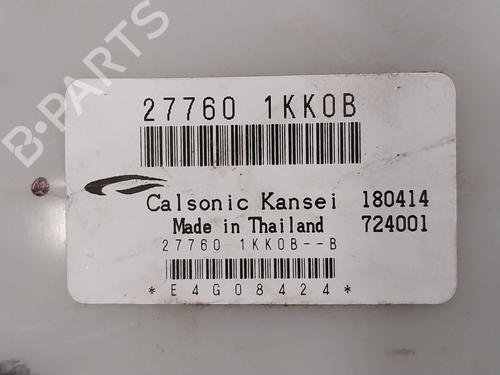 B-PARTS
27760 1KK0B
Calsonic Kansei 180414
Made in Thailand 724001
27760 1KK0B--B
*E4G08424*